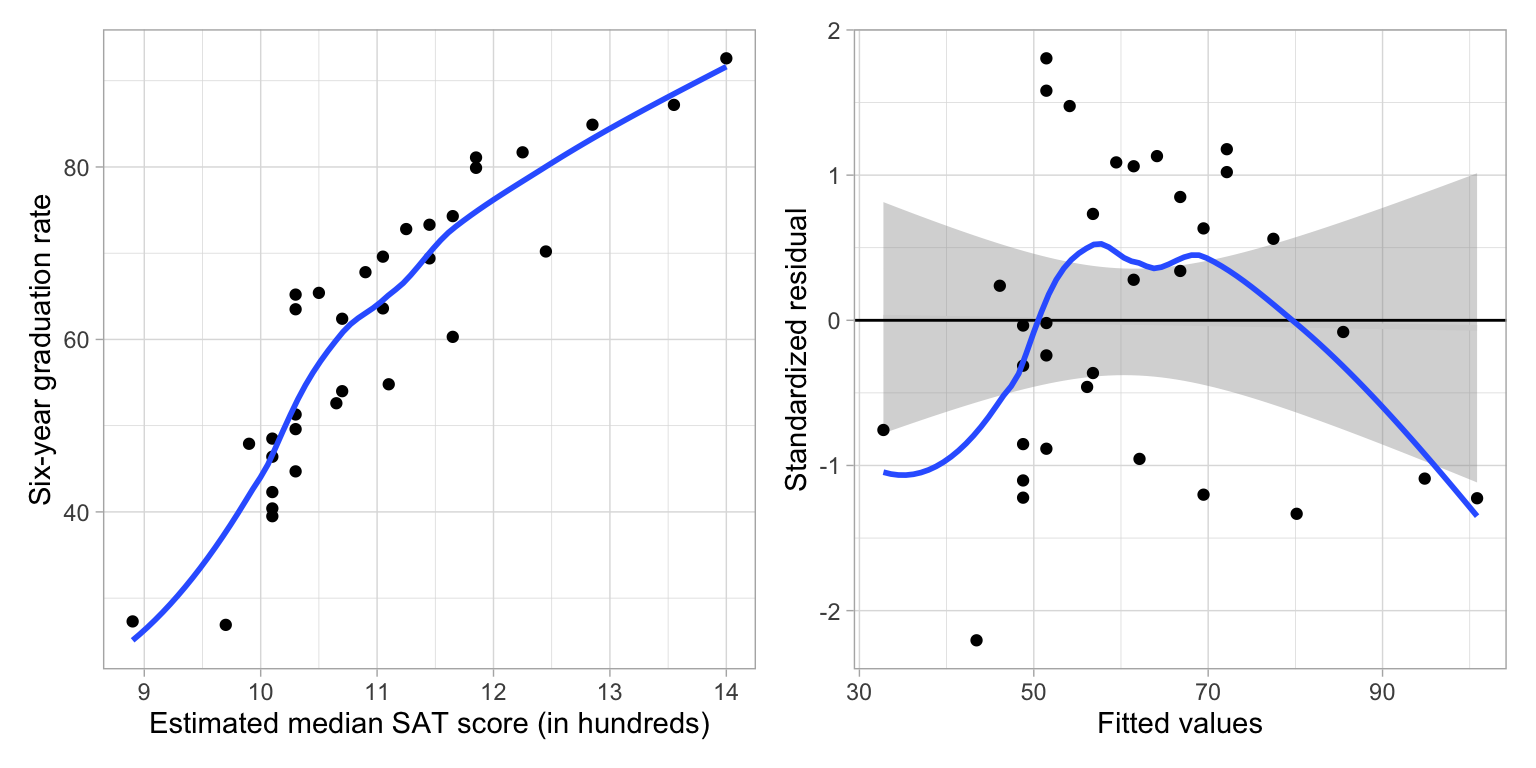 Six-year graduation rate
80
60
40
9 10 11 12 13 14
Estimated median SAT score (in hundreds)
Standardized residual
2
1
0
-1
-2
30 50 70 90
Fitted values